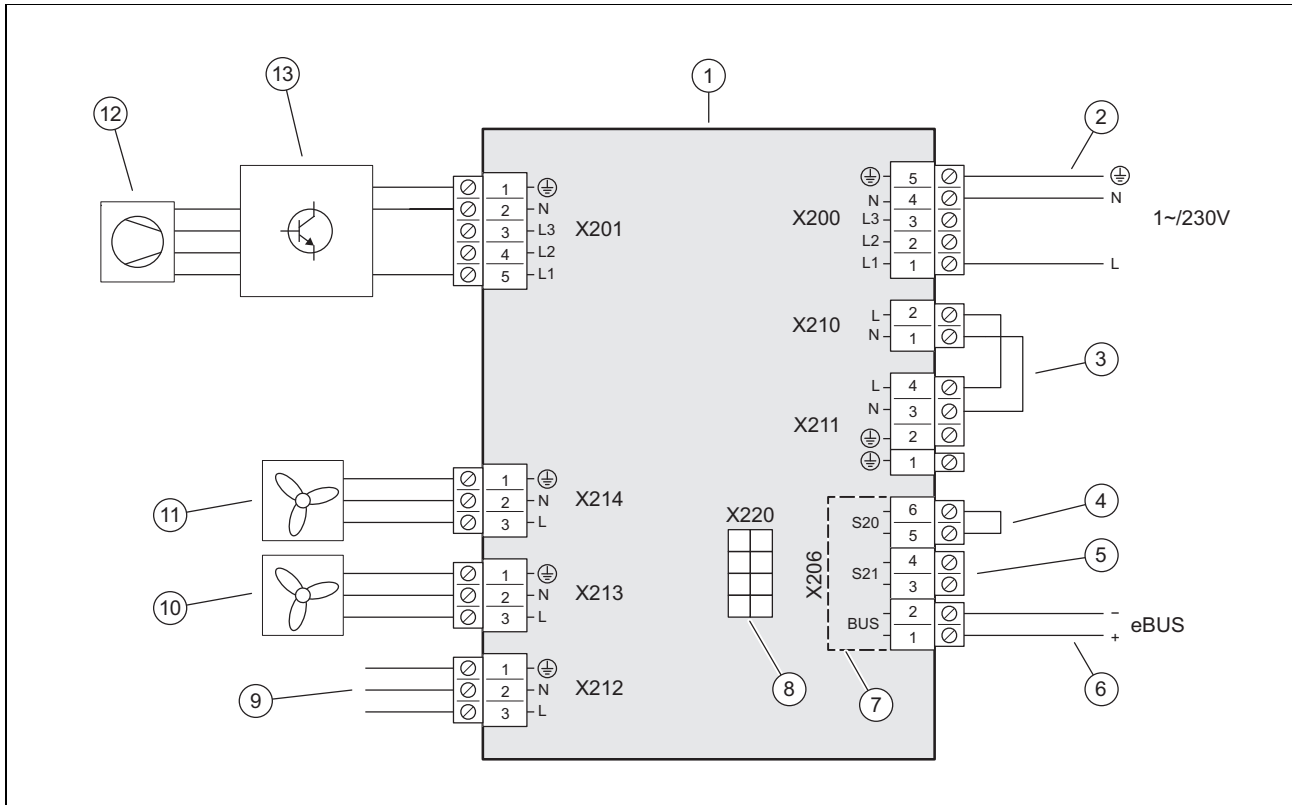 13
1
12
2
1
2 N
3 L3
4 L2
5 L1
X201
X200
5
N 4
L3 3
L2 2
L1 1
N
L
1~/230V
X210
L 2
N 1
3
X211
L 4
N 3
2
1
11
1
2 N
3 L
X214
10
1
2 N
3 L
X213
9
1
2 N
3 L
X212
X220
8
X206
S20
6
5
4
S21
4
3
5
BUS
2
1
−
+
eBUS
7
6